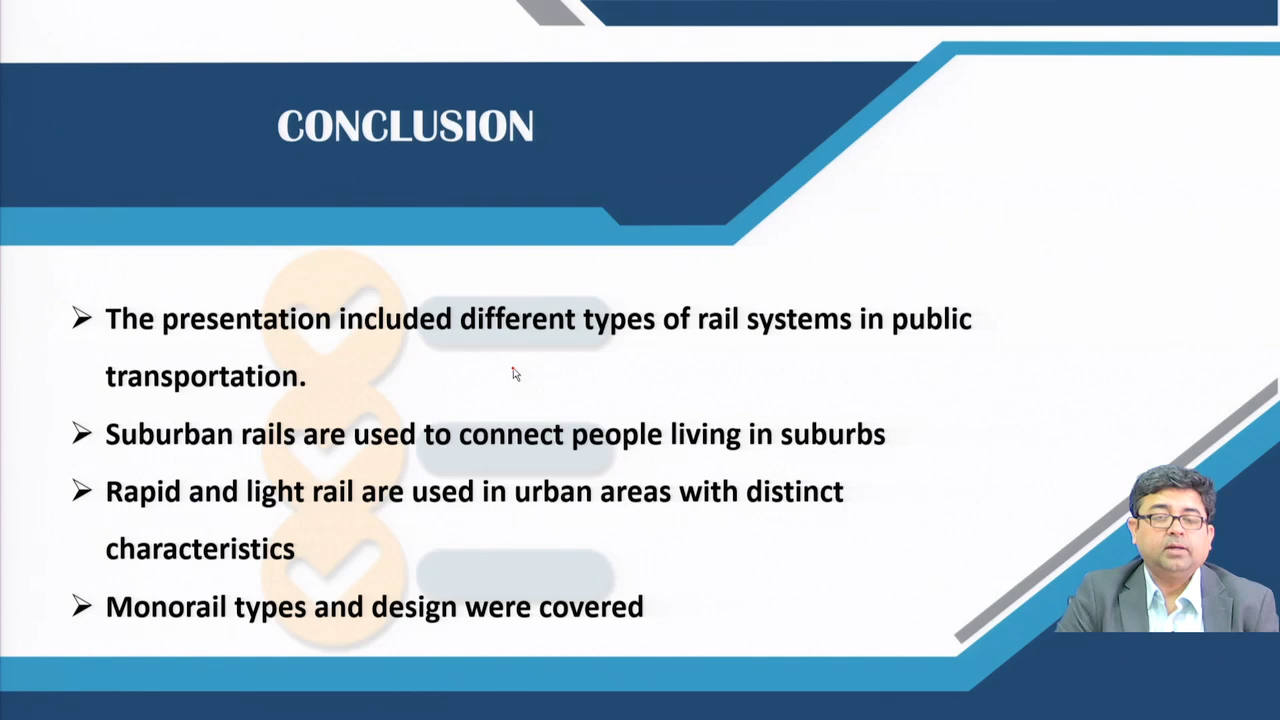 CONCLUSION
➢ The presentation included different types of rail systems in public
transportation.
➢ Suburban rails are used to connect people living in suburbs
➢ Rapid and light rail are used in urban areas with distinct
characteristics
➢ Monorail types and design were covered